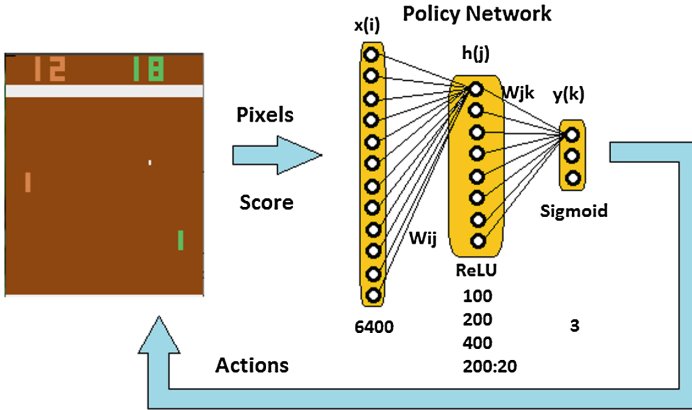 Policy Network
x(i)
h(j)
Wjk
y(k)
12 18
Pixels
Score
Wij
Sigmoid
ReLU
6400
100
200
400
200:20
3
Actions